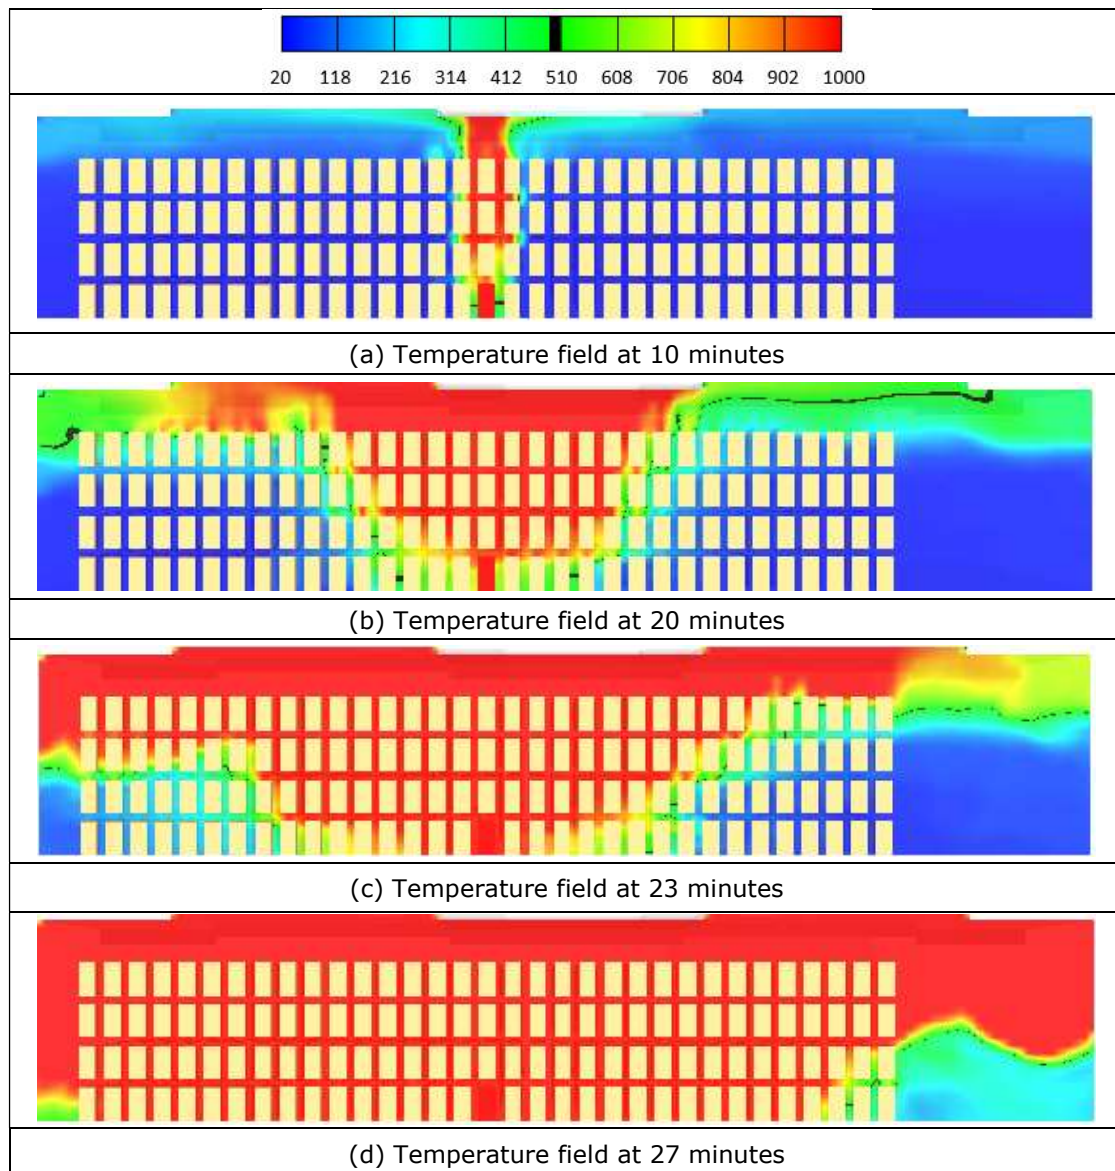 20 118 216 314 412 510 608 706 804 902 1000
(a) Temperature field at 10 minutes
(b) Temperature field at 20 minutes
(c) Temperature field at 23 minutes
(d) Temperature field at 27 minutes